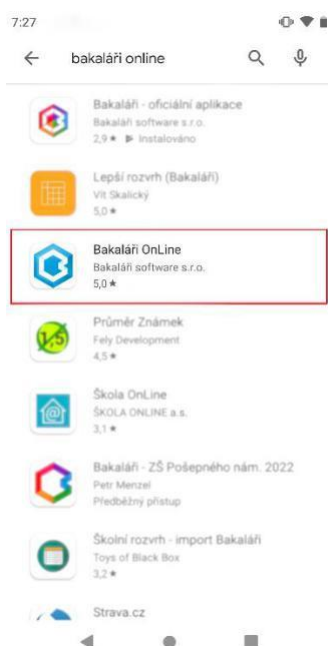 7:27
bakaláři online
Bakaláři - oficiální aplikace
Bakaláři software s.r.o.
2,9 ★ Instalováno
Lepší rozvrh (Bakaláři)
Vít Skalický
5,0 ★
Bakaláři OnLine
Bakaláři software s.r.o.
5,0 ★
Průměr Známek
1,5
Fely Development
4,5 ★
Škola OnLine
ŠKOLA ONLINE a.s.
3,1 ★
Bakaláři - ZŠ Pošepného nám. 2022
Petr Menzel
Předběžný přístup
Školní rozvrh - import Bakaláři
Toys of Black Box
3,2 ★
Strava.cz